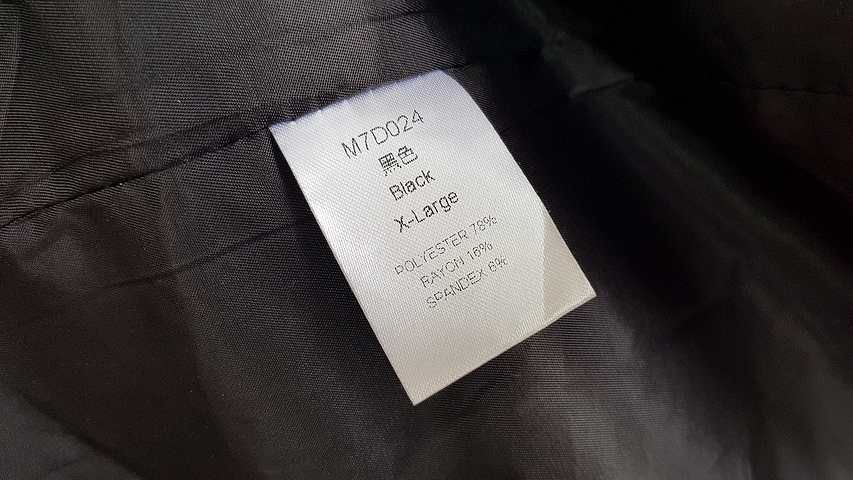 M7D024
黑色
Black
X-Large
POLYESTER 78%
RAYON 16%
SPANDEX 6%